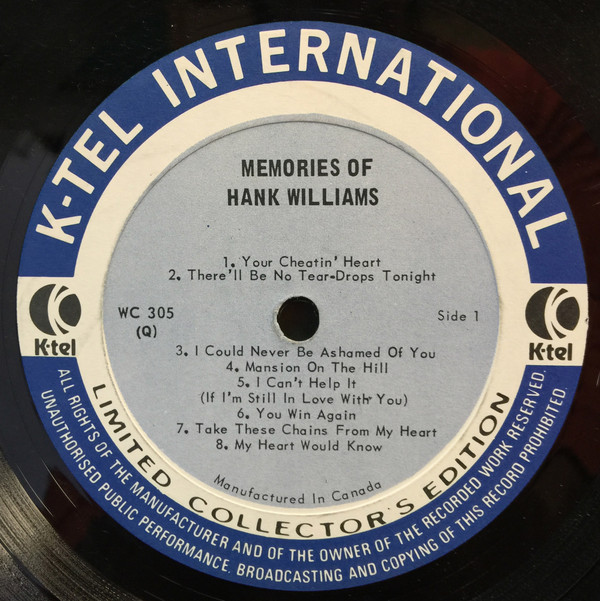 K-TEL INTERNATIONAL
MEMORIES OF
HANK WILLIAMS
1. Your Cheatin' Heart
2. There'll Be No Tear-Drops Tonight
WC 305
(Q)
Side 1
K-tel
K-tel
3. I Could Never Be Ashamed Of You
4. Mansion On The Hill
5. I Can't Help It
(If I'm Still In Love With You)
6. You Win Again
7. Take These Chains From My Heart
8. My Heart Would Know
Manufactured In Canada
LIMITED COLLECTOR'S EDITION
ALL RIGHTS OF THE MANUFACTURER AND OF THE OWNER OF THE RECORDED WORK RESERVED.
UNAUTHORISED PUBLIC PERFORMANCE, BROADCASTING AND COPYING OF THIS RECORD PROHIBITED.